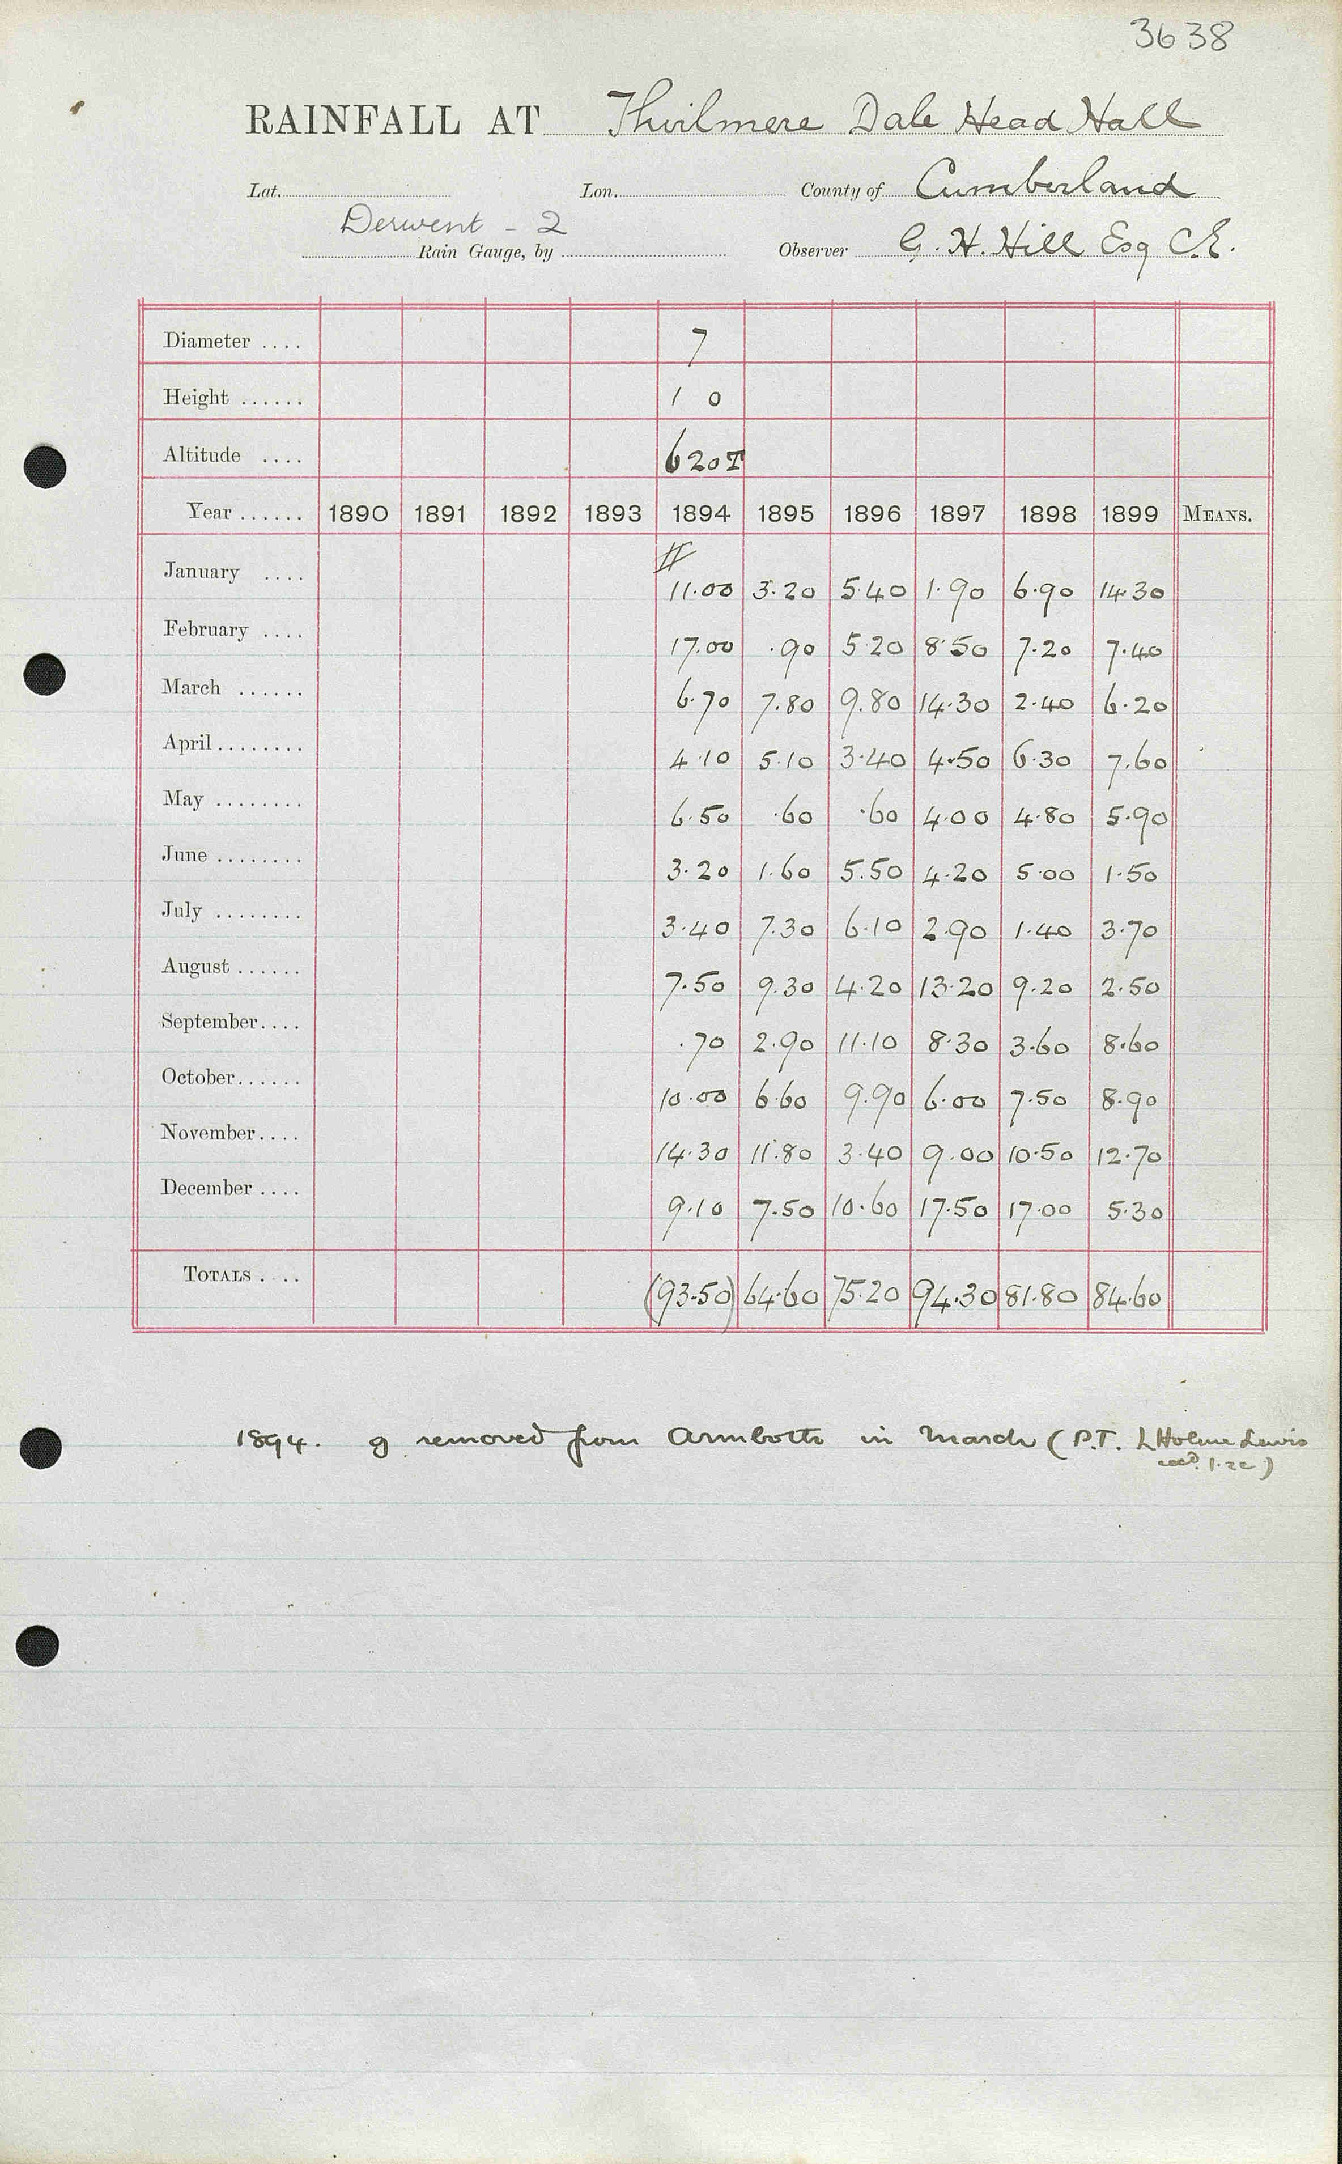 3638
RAINFALL AT Thirlmere Dale Head Hall
Lat. Lon. County of Cumberland
Derwent - 2
Rain Gauge, by Observer G. H. Hill Esq C.E.
Diameter .... 7
Height ...... 1 0
Altitude .... 620T
Year ...... 1890 1891 1892 1893 1894 1895 1896 1897 1898 1899 MEANS.
January .... 11.00 3.20 5.40 1.90 6.90 14.30
February .... 17.00 .90 5.20 8.50 7.20 7.40
March ...... 6.70 7.80 9.80 14.30 2.40 6.20
April ........ 4.10 5.10 3.40 4.50 6.30 7.60
May ........ 6.50 .60 .60 4.00 4.80 5.90
June ........ 3.20 1.60 5.50 4.20 5.00 1.50
July ........ 3.40 7.30 6.10 2.90 1.40 3.70
August ...... 7.50 9.30 4.20 13.20 9.20 2.50
September.... .70 2.90 11.10 8.30 3.60 8.60
October...... 10.00 6.60 9.90 6.00 7.50 8.90
November.... 14.30 11.80 3.40 9.00 10.50 12.70
December .... 9.10 7.50 10.60 17.50 17.00 5.30
TOTALS .... (93.50) 64.60 75.20 94.30 81.80 84.60
1894. g removed from Armboth in March (P.T. L Holme Lewis
1.22)